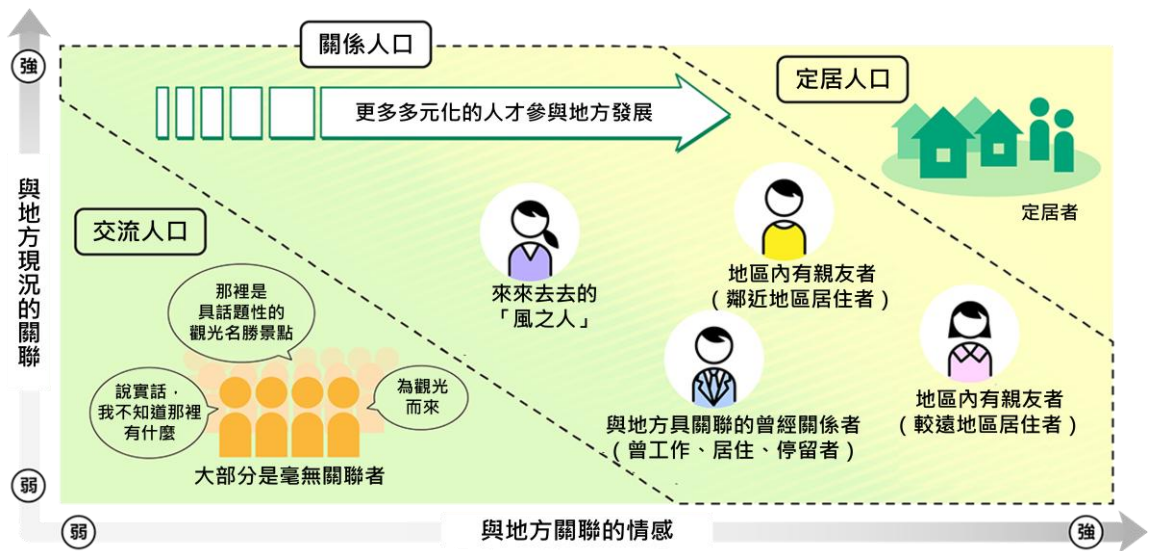 關係人口
強
定居人口
更多多元化的人才參與地方發展
定居者
與地方現況的關聯
交流人口
那裡是
具話題性的
觀光名勝景點
來來去去的
「風之人」
地區內有親友者
(鄰近地區居住者)
說實話,
我不知道那裡
有什麼
為觀光
而來
與地方具關聯的曾經關係者
(曾工作、居住、停留者)
地區內有親友者
(較遠地區居住者)
大部分是毫無關聯者
弱
弱
與地方關聯的情感
強